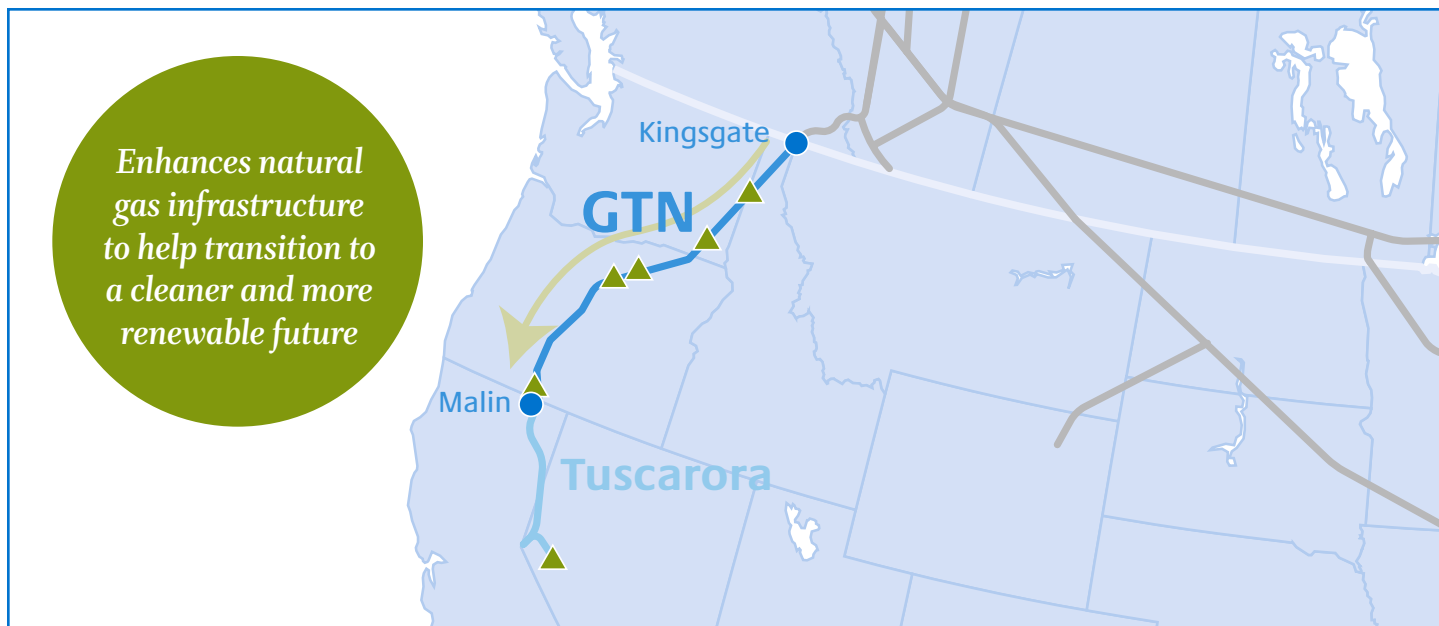 Enhances natural
gas infrastructure
to help transition to
a cleaner and more
renewable future
Kingsgate
GTN
Malin
Tuscarora